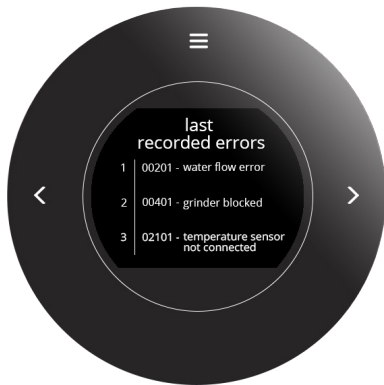 last
recorded errors
1 00201 - water flow error
2 00401 - grinder blocked
3 02101 - temperature sensor
not connected